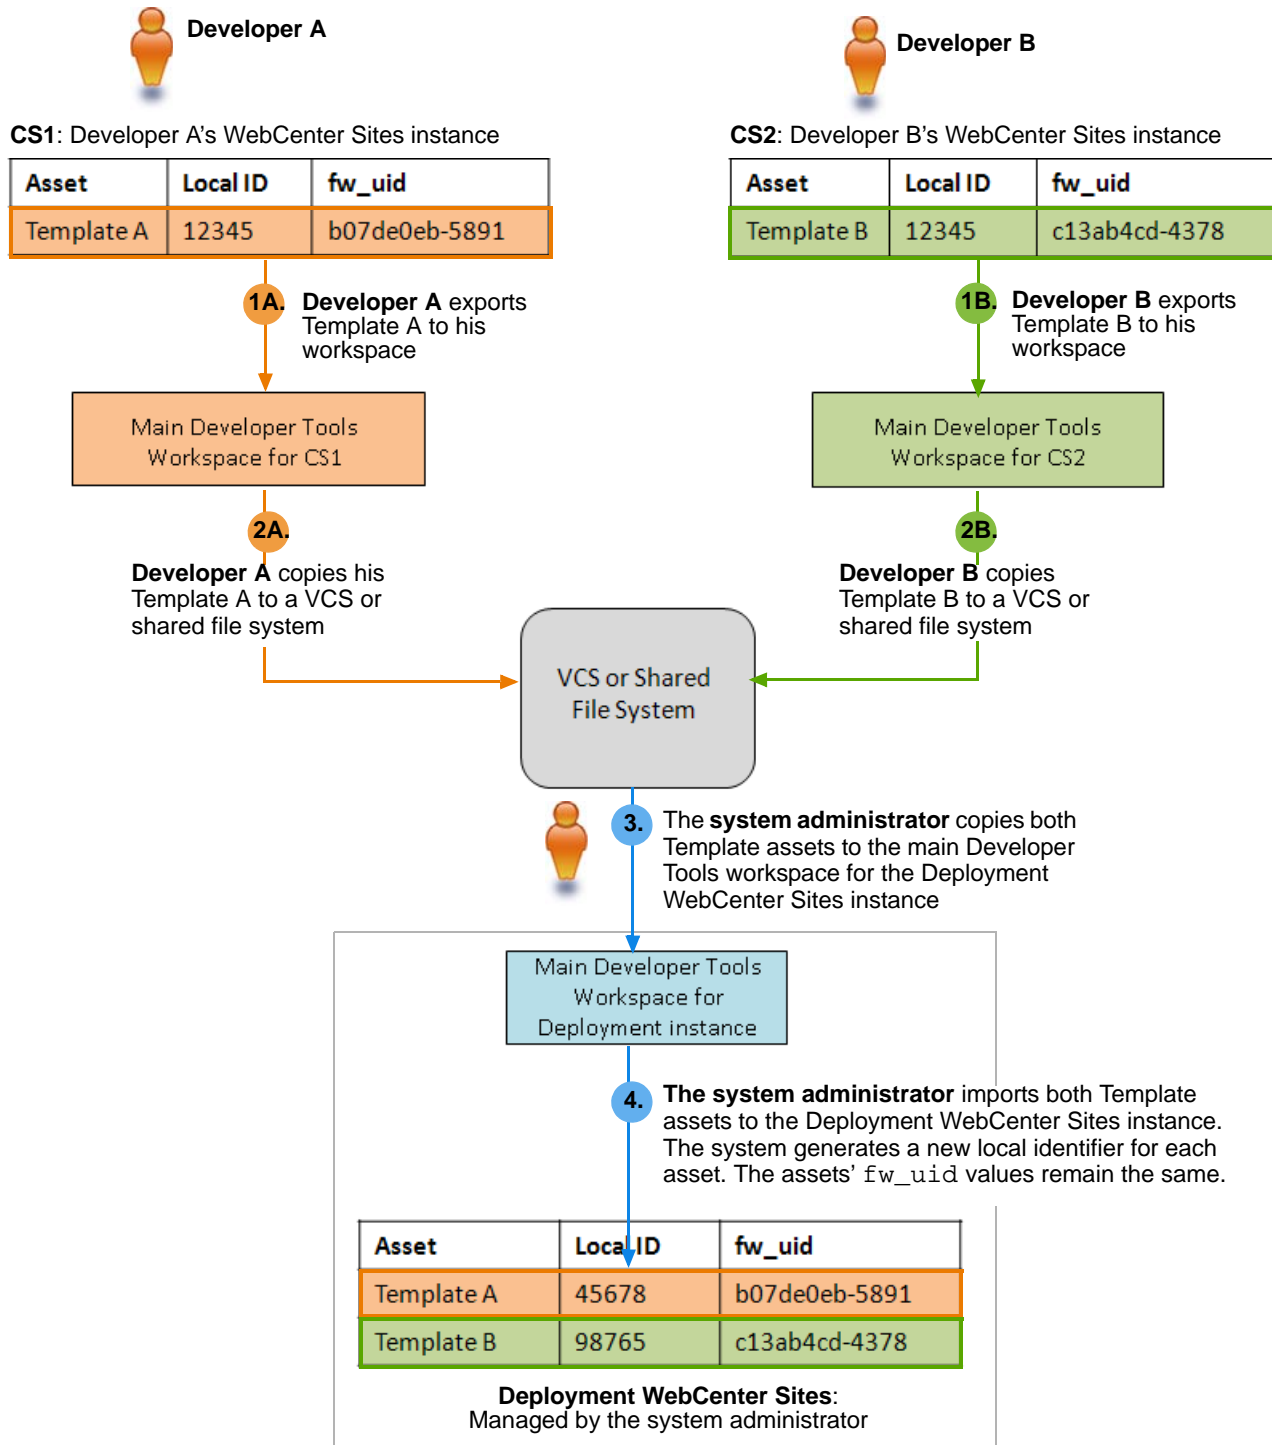 Developer A
Developer B
CS1: Developer A's WebCenter Sites instance
Asset Local ID fw_uid
Template A 12345 b07de0eb-5891
CS2: Developer B's WebCenter Sites instance
Asset Local ID fw_uid
Template B 12345 c13ab4cd-4378
1A. Developer A exports
Template A to his
workspace
1B. Developer B exports
Template B to his
workspace
Main Developer Tools
Workspace for CS1
Main Developer Tools
Workspace for CS2
2A.
Developer A copies his
Template A to a VCS or
shared file system
2B.
Developer B copies
Template B to a VCS or
shared file system
VCS or Shared
File System
3. The system administrator copies both
Template assets to the main Developer
Tools workspace for the Deployment
WebCenter Sites instance
Main Developer Tools
Workspace for
Deployment instance
4. The system administrator imports both Template
assets to the Deployment WebCenter Sites instance.
The system generates a new local identifier for each
asset. The assets’ fw_uid values remain the same.
Asset Local ID fw_uid
Template A 45678 b07de0eb-5891
Template B 98765 c13ab4cd-4378
Deployment WebCenter Sites:
Managed by the system administrator